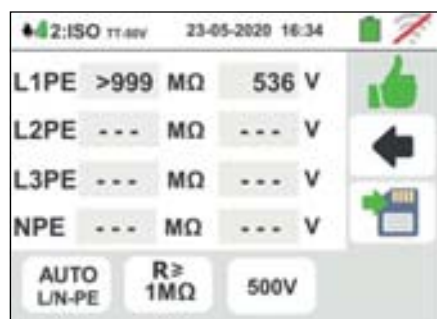 2:ISO TT-50V 23-05-2020 16:34
L1PE >999 MΩ 536 V
L2PE --- MΩ --- V
L3PE --- MΩ --- V
NPE --- MΩ --- V
AUTO L/N-PE R≥ 1MΩ 500V